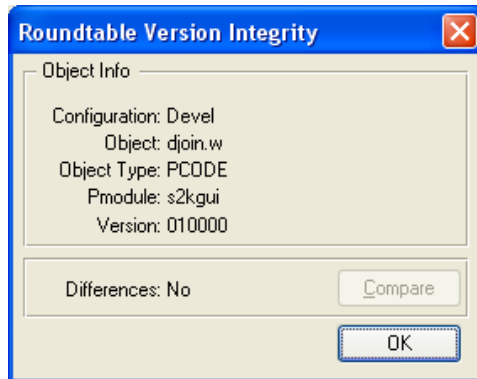 Roundtable Version Integrity
Object Info
Configuration: Devel
Object: djoin.w
Object Type: PCODE
Pmodule: s2kgui
Version: 010000
Differences: No
Compare
OK